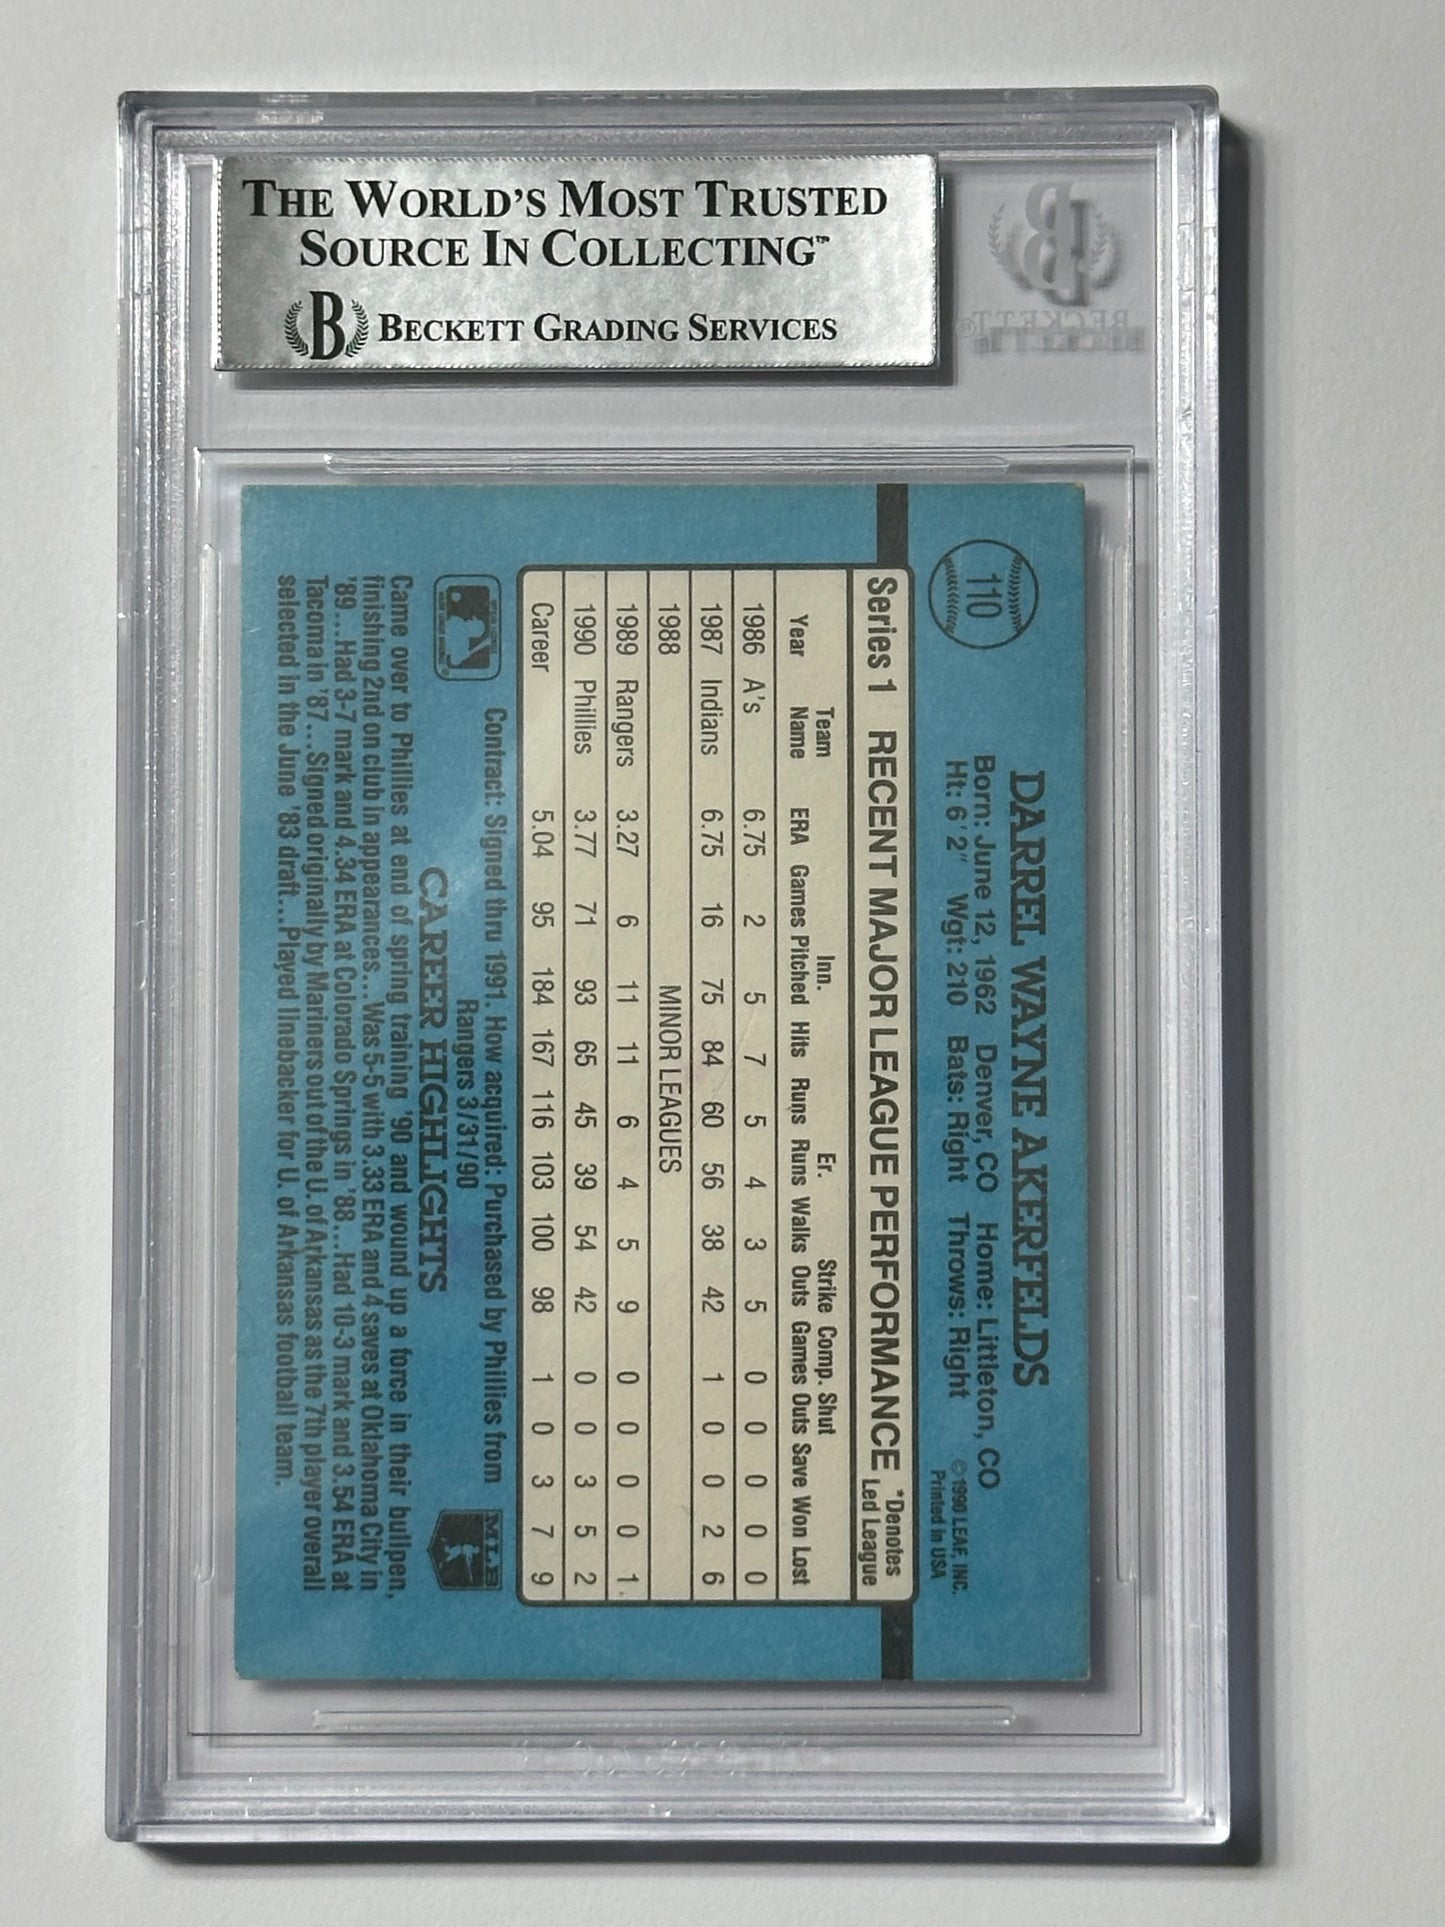 THE WORLD'S MOST TRUSTED
SOURCE IN COLLECTING™
B BECKETT GRADING SERVICES
BECKETT®
110
DARREL WAYNE AKERFELDS
Born: June 12, 1962 Denver, CO Home: Littleton, CO
Ht: 6'2" Wgt: 210 Bats: Right Throws: Right
© 1990 LEAF, INC.
Printed in USA
Series 1 RECENT MAJOR LEAGUE PERFORMANCE *Denotes
Led League
Team Inn. Er. Strike Comp. Shut
Year Name ERA Games Pitched Hits Runs Runs Walks Outs Games Outs Save Won Lost
1986 A's 6.75 2 5 7 5 4 3 5 0 0 0 0 0
1987 Indians 6.75 16 75 84 60 56 38 42 1 0 0 2 6
1988 MINOR LEAGUES
1989 Rangers 3.27 6 11 11 6 4 5 9 0 0 0 0 1
1990 Phillies 3.77 71 93 65 45 39 54 42 0 0 3 5 2
Career 5.04 95 184 167 116 103 100 98 1 0 3 7 9
Contract: Signed thru 1991. How acquired: Purchased by Phillies from
Rangers 3/31/90
MLB
CAREER HIGHLIGHTS
Came over to Phillies at end of spring training '90 and wound up a force in their bullpen,
finishing 2nd on club in appearances...Was 5-5 with 3.33 ERA and 4 saves at Oklahoma City in
'89...Had 3-7 mark and 4.34 ERA at Colorado Springs in '88...Had 10-3 mark and 3.54 ERA at
Tacoma in '87...Signed originally by Mariners out of the U. of Arkansas as the 7th player overall
selected in the June '83 draft...Played linebacker for U. of Arkansas football team.